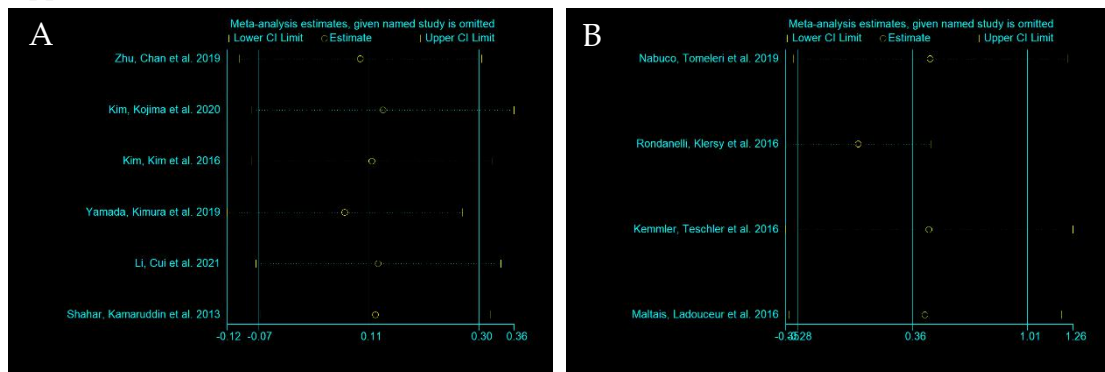 A
Meta-analysis estimates, given named study is omitted
Lower CI Limit Estimate Upper CI Limit
Zhu, Chan et al. 2019
Kim, Kojima et al. 2020
Kim, Kim et al. 2016
Yamada, Kimura et al. 2019
Li, Cui et al. 2021
Shahar, Kamaruddin et al. 2013
-0.12 -0.07 0.11 0.30 0.36
B
Meta-analysis estimates, given named study is omitted
Lower CI Limit Estimate Upper CI Limit
Nabuco, Tomeleri et al. 2019
Rondanelli, Klersy et al. 2016
Kemmler, Teschler et al. 2016
Maltais, Ladouceur et al. 2016
0.36 1.01 1.26